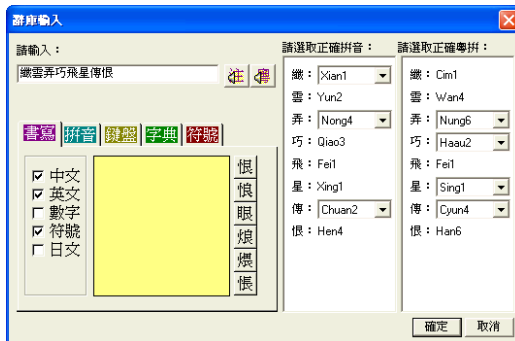 辭庫輸入
請輸入：
纖雲弄巧飛星傳恨
書寫 拼音 鍵盤 字典 符號
中文
英文
數字
符號
日文
恨
悢
眼
烺
煨
悵
請選取正確拼音：
纖： Xian1
雲： Yun2
弄： Nong4
巧： Qiao3
飛： Fei1
星： Xing1
傳： Chuan2
恨： Hen4
請選取正確粵拼：
纖： Cim1
雲： Wan4
弄： Nung6
巧： Haau2
飛： Fei1
星： Sing1
傳： Cyun4
恨： Han6
確定 取消